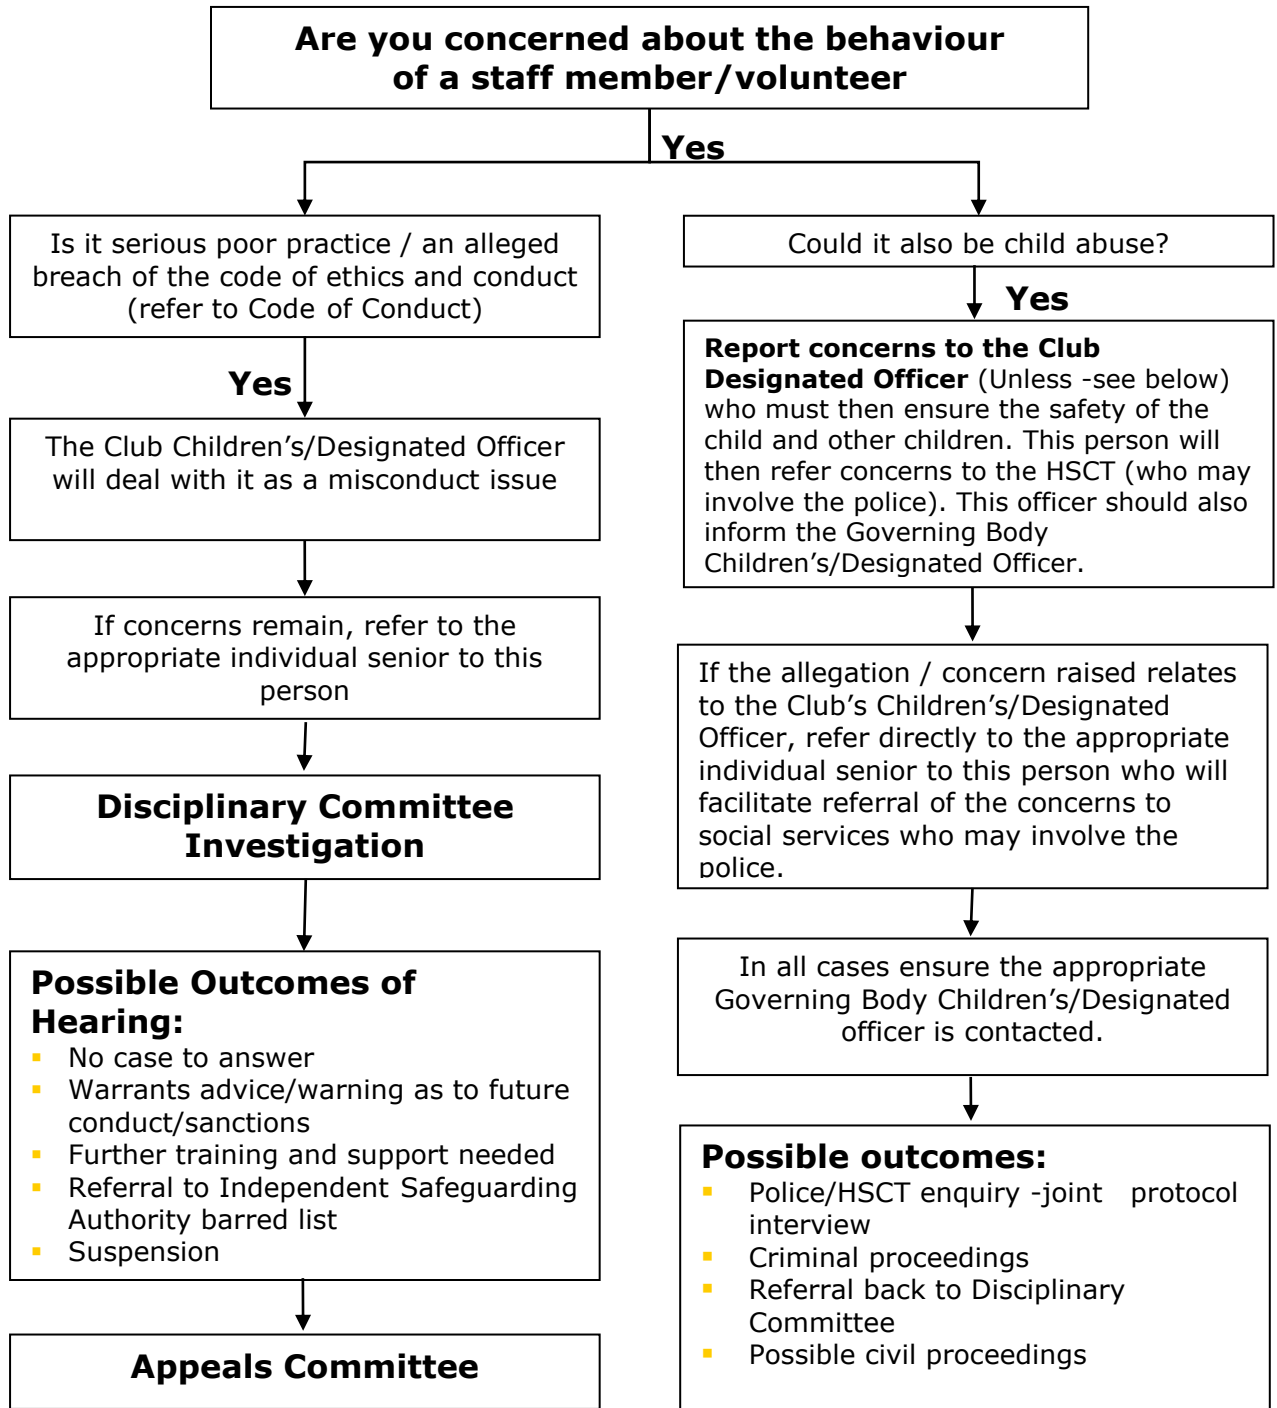 Are you concerned about the behaviour
of a staff member/volunteer
Yes
Is it serious poor practice / an alleged
breach of the code of ethics and conduct
(refer to Code of Conduct)
Yes
The Club Children’s/Designated Officer
will deal with it as a misconduct issue
If concerns remain, refer to the
appropriate individual senior to this
person
Disciplinary Committee
Investigation
Possible Outcomes of
Hearing:
▪ No case to answer
▪ Warrants advice/warning as to future
conduct/sanctions
▪ Further training and support needed
▪ Referral to Independent Safeguarding
Authority barred list
▪ Suspension
Appeals Committee
Could it also be child abuse?
Yes
Report concerns to the Club
Designated Officer (Unless -see below)
who must then ensure the safety of the
child and other children. This person will
then refer concerns to the HSCT (who may
involve the police). This officer should also
inform the Governing Body
Children’s/Designated Officer.
If the allegation / concern raised relates
to the Club’s Children’s/Designated
Officer, refer directly to the appropriate
individual senior to this person who will
facilitate referral of the concerns to
social services who may involve the
police.
In all cases ensure the appropriate
Governing Body Children’s/Designated
officer is contacted.
Possible outcomes:
▪ Police/HSCT enquiry -joint protocol
interview
▪ Criminal proceedings
▪ Referral back to Disciplinary
Committee
▪ Possible civil proceedings